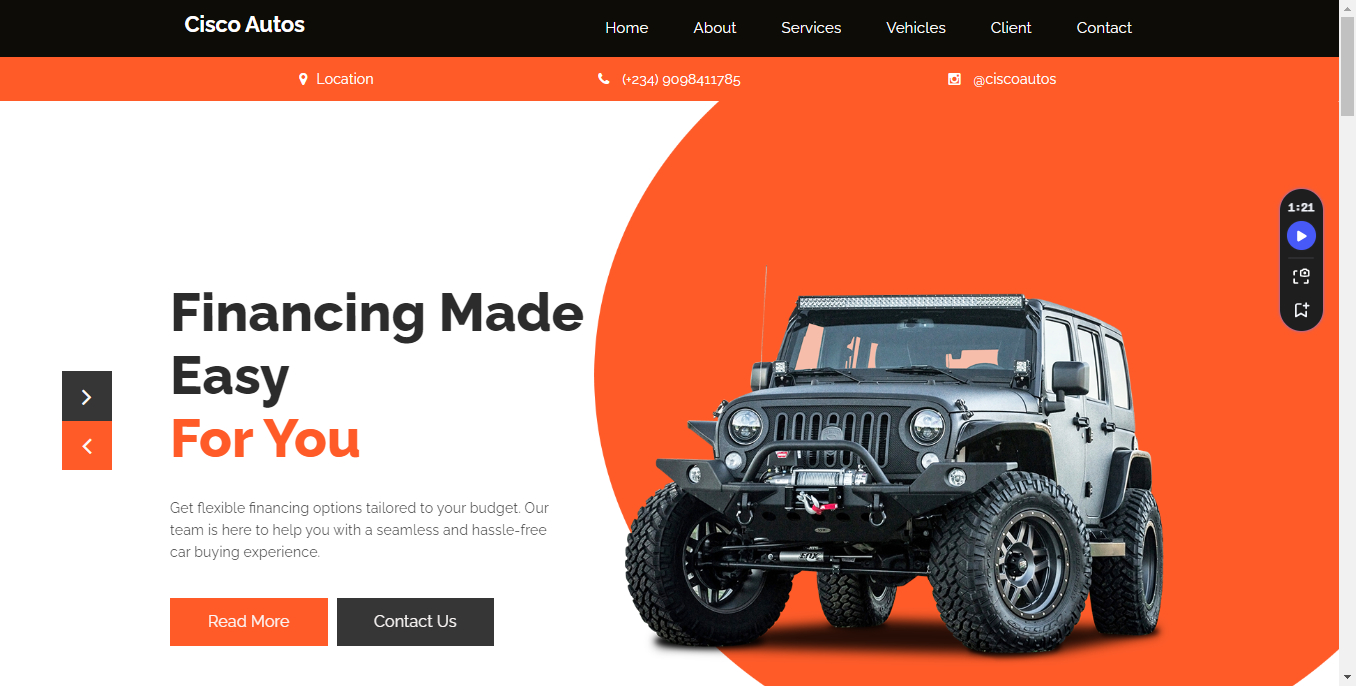 Cisco Autos
Home About Services Vehicles Client Contact
Location (+234) 9098411785 @ciscoautos
1:21
Financing Made
Easy
For You
Get flexible financing options tailored to your budget. Our
team is here to help you with a seamless and hassle-free
car buying experience.
Read More Contact Us